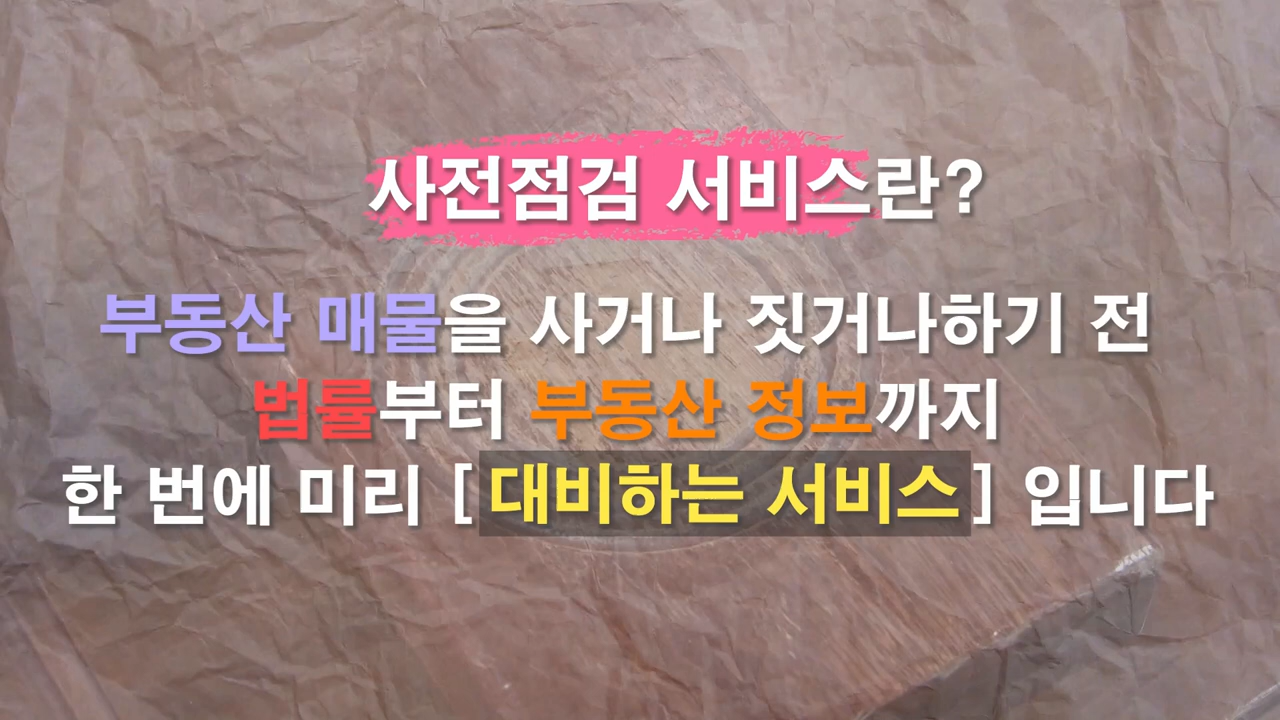 사전점검 서비스란?
부동산 매물을 사거나 짓거나하기 전
법률부터 부동산 정보까지
한 번에 미리 [대비하는 서비스] 입니다